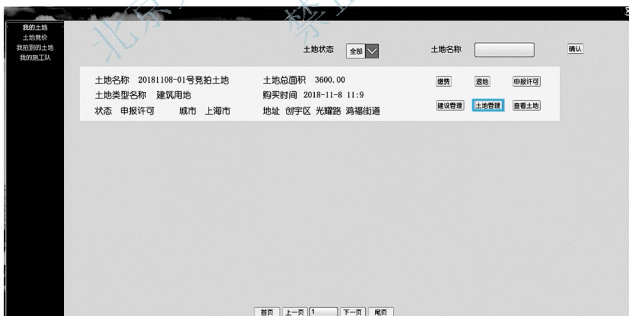 我的土地
土地竞价
我拍到的土地
我的施工队
土地状态 全部 土地名称 确认
土地名称 20181108-01号竞拍土地 土地总面积 3600.00 缴费 退地 申报许可
土地类型名称 建筑用地 购买时间 2018-11-8 11:9
状态 申报许可 城市 上海市 地址 创宇区 光耀路 鸿福街道 建设管理 土地管理 查看土地
首页 上一页 1 下一页 尾页